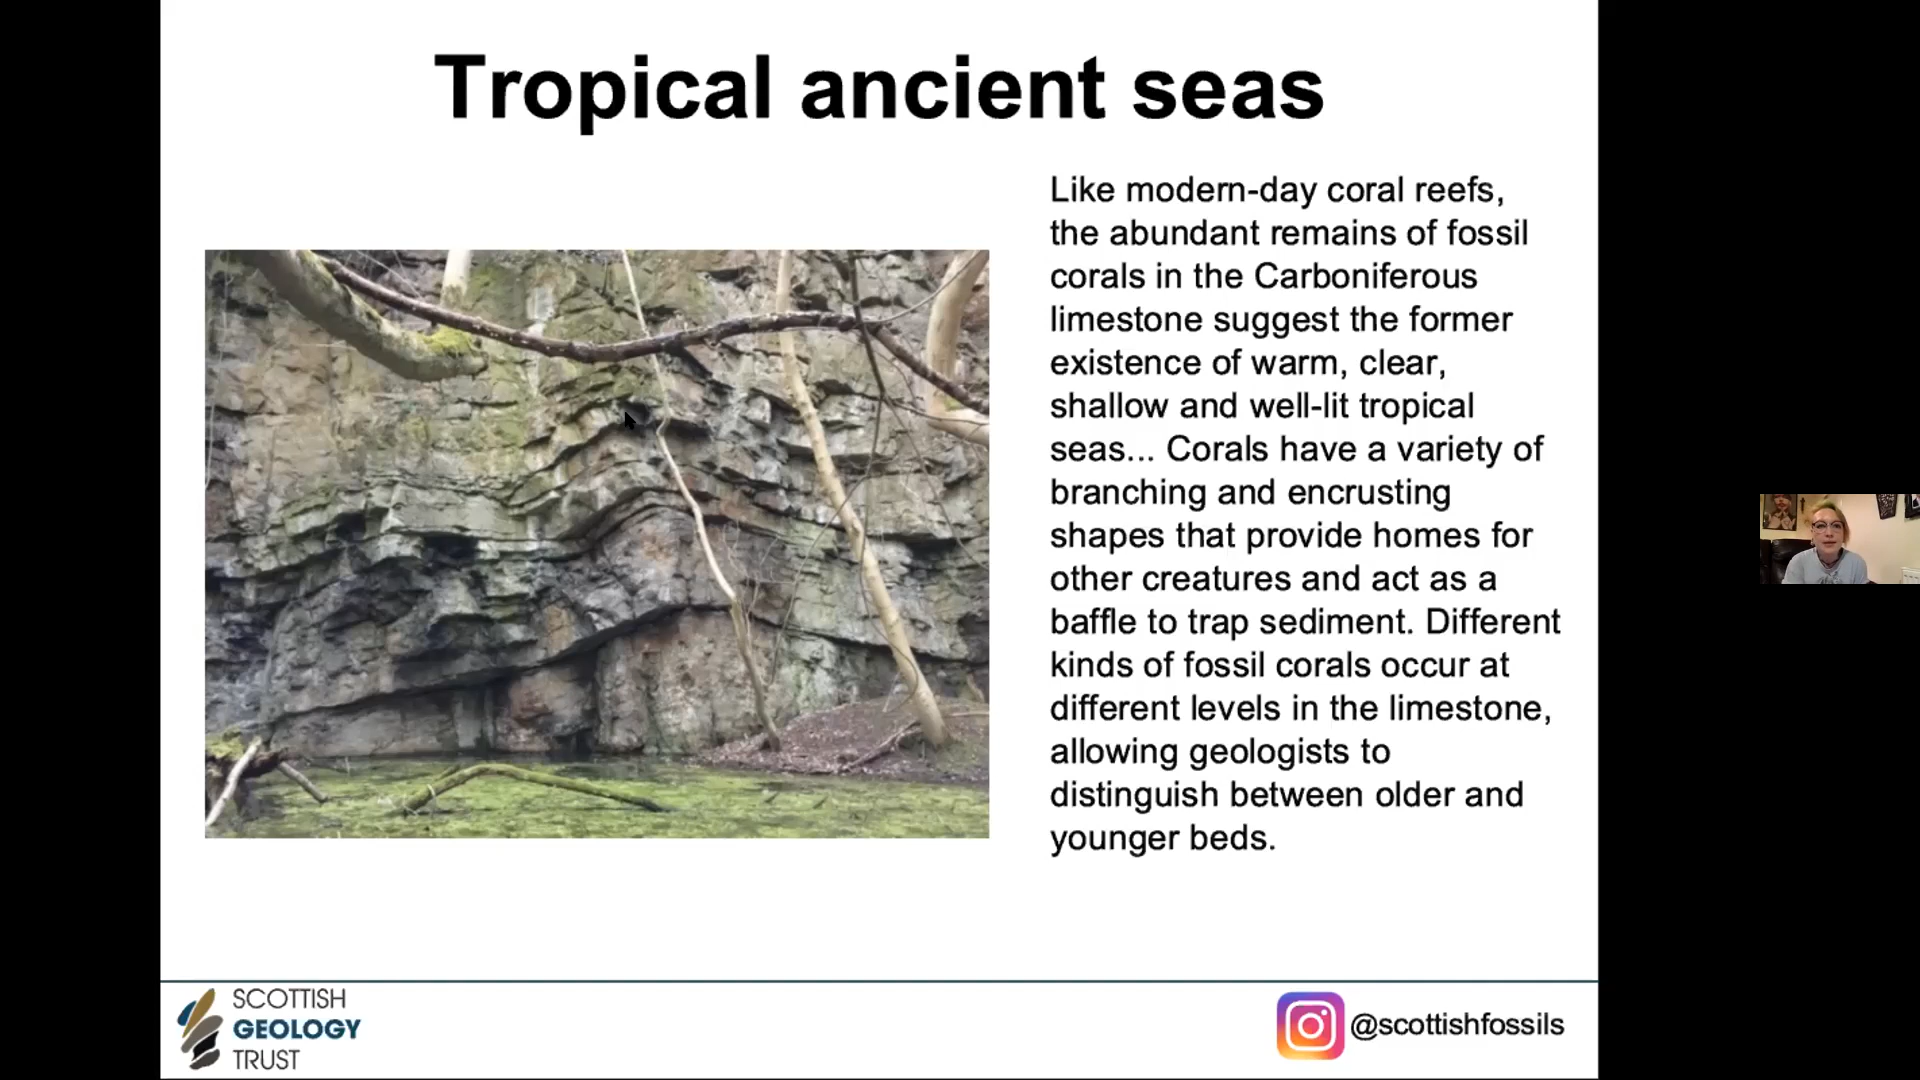 Tropical ancient seas
Like modern-day coral reefs,
the abundant remains of fossil
corals in the Carboniferous
limestone suggest the former
existence of warm, clear,
shallow and well-lit tropical
seas... Corals have a variety of
branching and encrusting
shapes that provide homes for
other creatures and act as a
baffle to trap sediment. Different
kinds of fossil corals occur at
different levels in the limestone,
allowing geologists to
distinguish between older and
younger beds.
SCOTTISH
GEOLOGY
TRUST
@scottishfossils